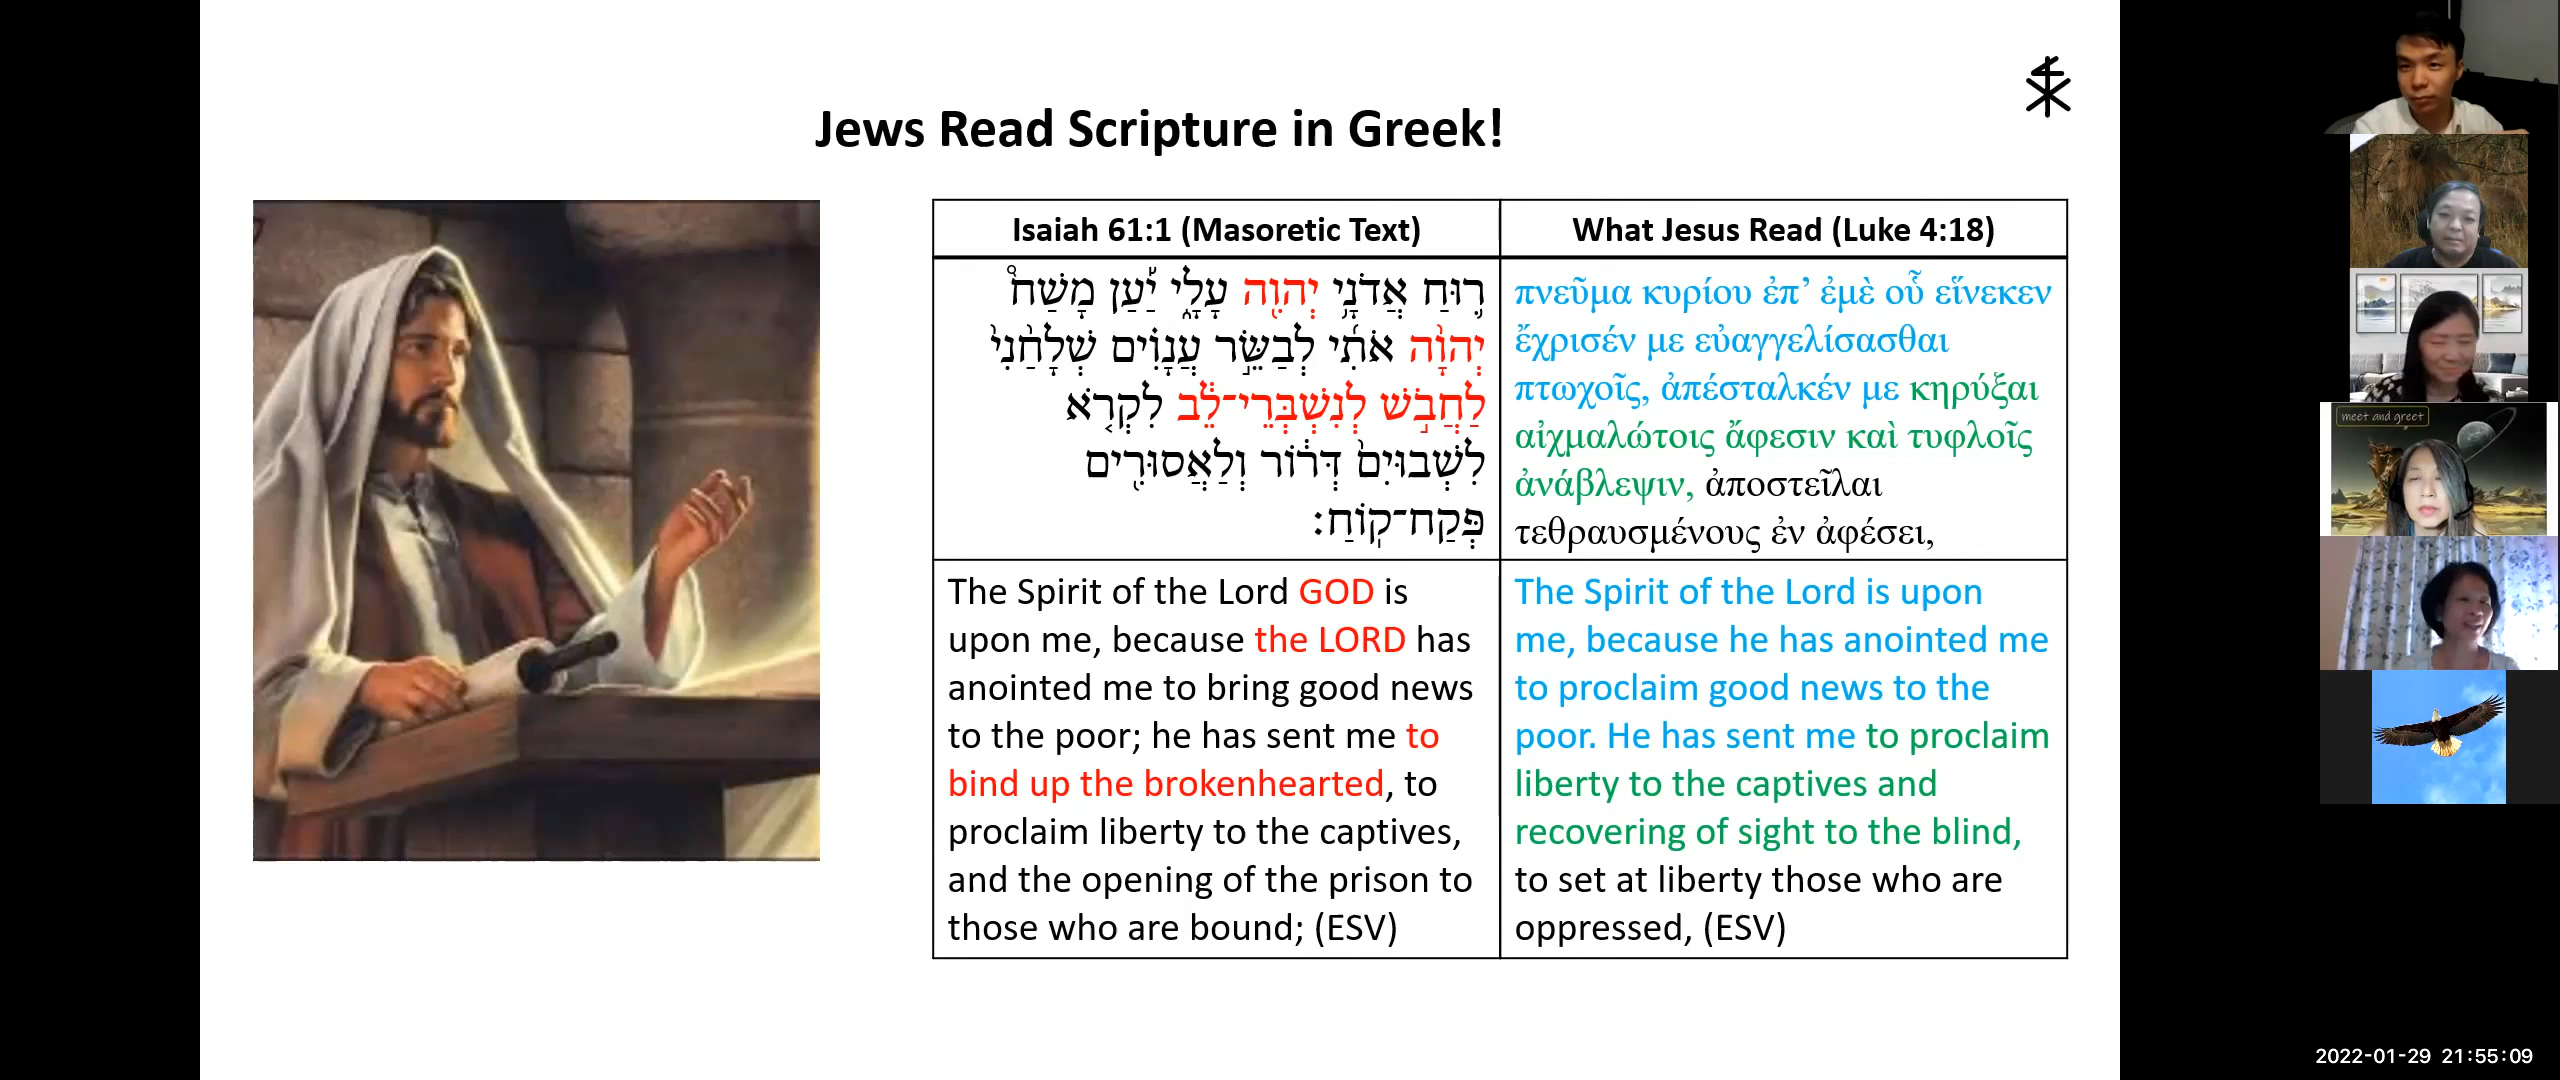 Jews Read Scripture in Greek!
Isaiah 61:1 (Masoretic Text)
ר֛וּחַ אֲדֹנָ֥י יְהוִ֖ה עָלָ֑י יַ֡עַן מָשַׁח֩
יְהוָ֨ה אֹתִ֜י לְבַשֵּׂ֣ר עֲנָוִ֗ים שְׁלָחַ֙נִי֙
לַחֲבֹ֣שׁ לְנִשְׁבְּרֵי־לֵ֔ב לִקְרֹ֤א
לִשְׁבוּיִם֙ דְּר֔וֹר וְלַאֲסוּרִ֖ים
פְּקַח־קֽוֹחַ׃
The Spirit of the Lord GOD is
upon me, because the LORD has
anointed me to bring good news
to the poor; he has sent me to
bind up the brokenhearted, to
proclaim liberty to the captives,
and the opening of the prison to
those who are bound; (ESV)
What Jesus Read (Luke 4:18)
πνεῦμα κυρίου ἐπ’ ἐμὲ οὗ εἵνεκεν
ἔχρισέν με εὐαγγελίσασθαι
πτωχοῖς, ἀπέσταλκέν με κηρύξαι
αἰχμαλώτοις ἄφεσιν καὶ τυφλοῖς
ἀνάβλεψιν, ἀποστεῖλαι
τεθραυσμένους ἐν ἀφέσει,
The Spirit of the Lord is upon
me, because he has anointed me
to proclaim good news to the
poor. He has sent me to proclaim
liberty to the captives and
recovering of sight to the blind,
to set at liberty those who are
oppressed, (ESV)
meet and greet
2022-01-29 21:55:09